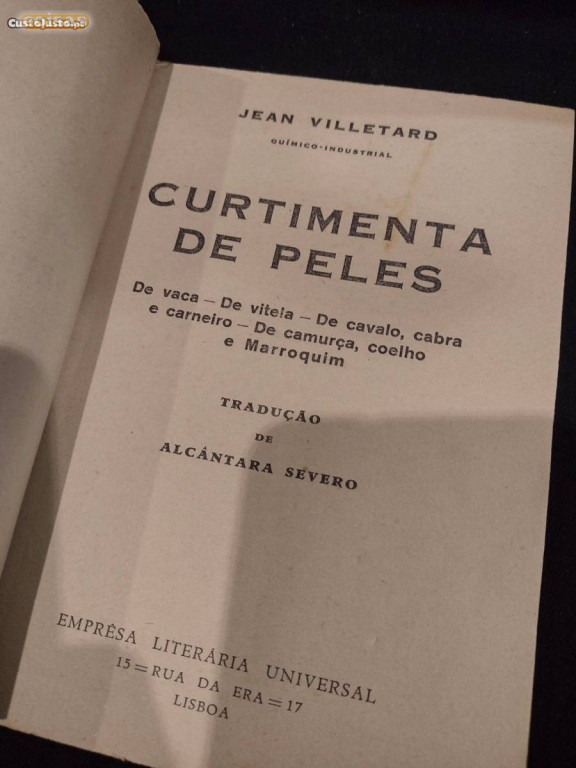 coisas
CustoJusto.pt
JEAN VILLETARD
QUÍMICO-INDUSTRIAL
CURTIMENTA
DE PELES
De vaca — De vitela — De cavalo, cabra
e carneiro — De camurça, coelho
e Marroquim
TRADUÇÃO
DE
ALCÂNTARA SEVERO
EMPRÊSA LITERÁRIA UNIVERSAL
15=RUA DA ERA=17
LISBOA